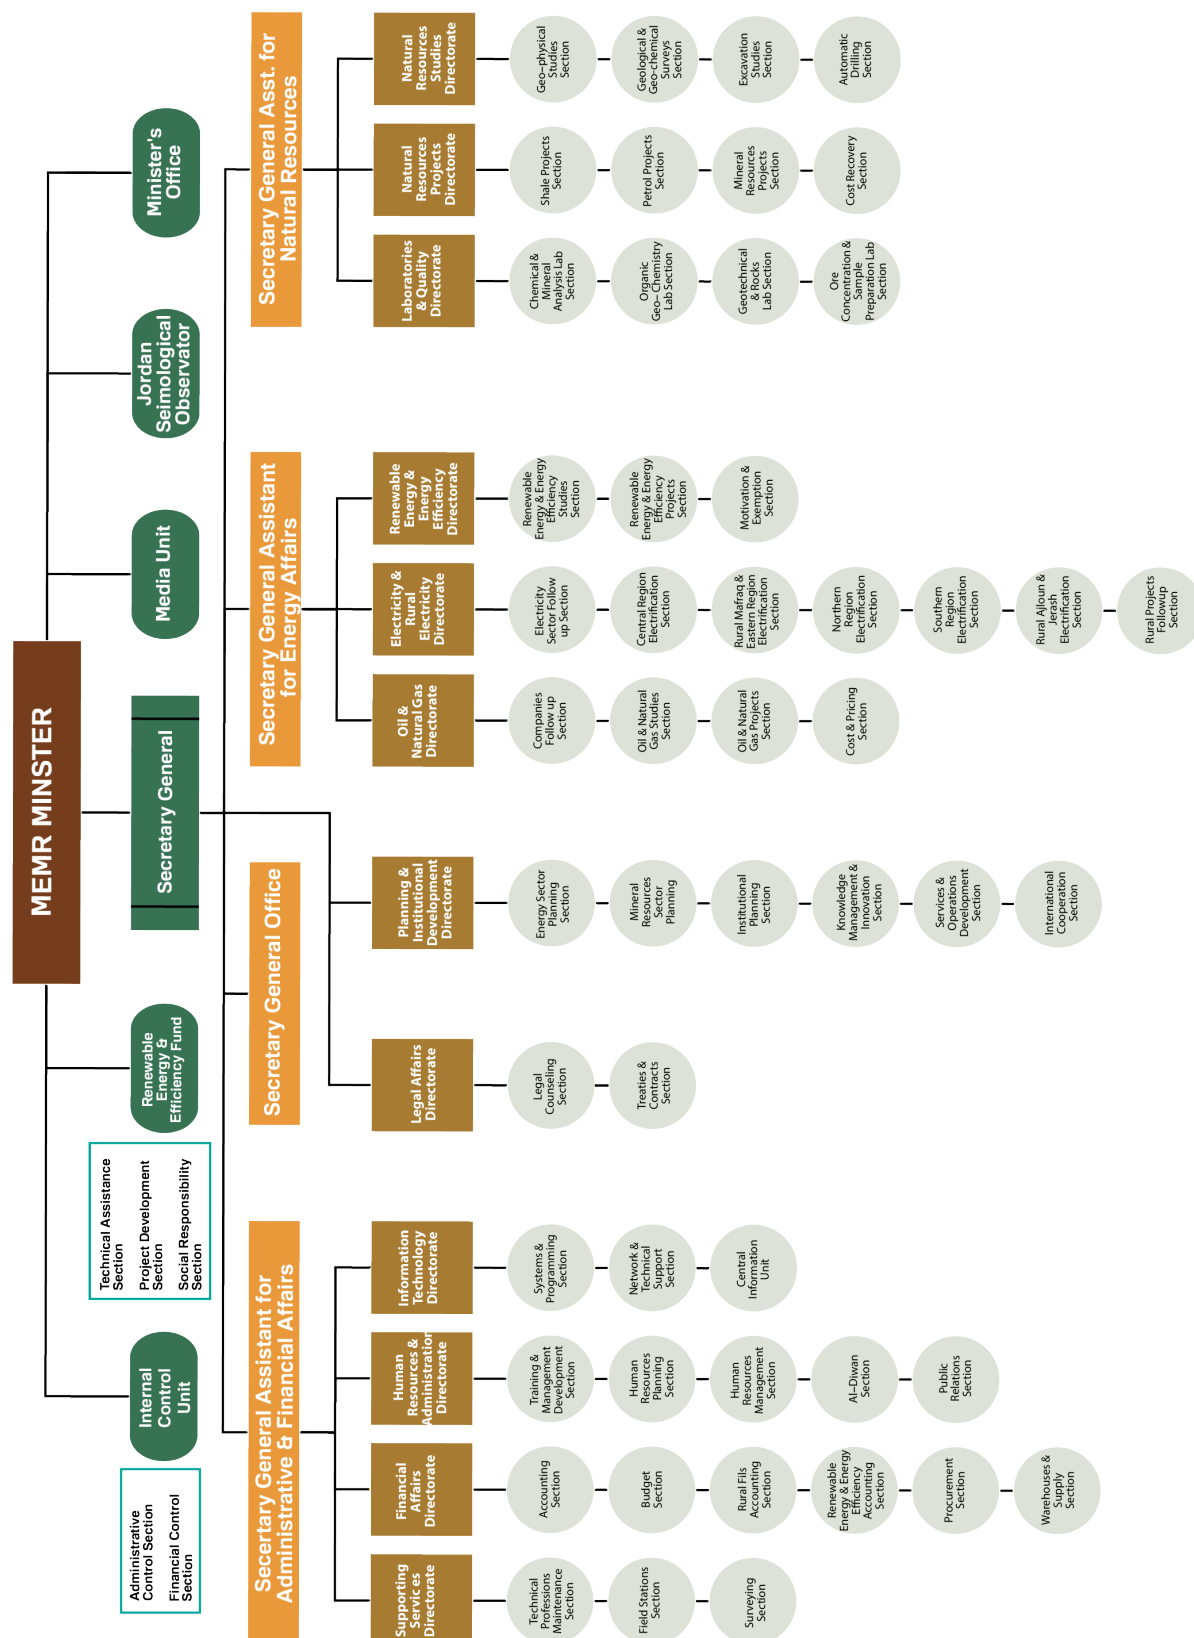 MEMR MINSTER
Internal
Control
Unit
Administrative
Control Section
Financial Control
Section
Renewable
Energy &
Efficiency Fund
Technical Assistance
Section
Project Development
Section
Social Responsibility
Section
Secretary General
Media Unit
Jordan
Seimological
Observator
Minister's
Office
Secertary General Assistant for
Administrative & Financial Affairs
Secretary General Office
Secretary General Assistant
for Energy Affairs
Secretary General Asst. for
Natural Resources
Supporting
Services
Directorate
Technical
Professions
Maintenance
Field Stations
Section
Surveying
Section
Financial
Affairs
Directorate
Accounting
Section
Budget
Section
Rural Fils
Accounting
Section
Renewable
Energy & Energy
Efficiency
Accounting
Section
Procurement
Section
Warehouses &
Supply
Section
Human
Resources &
Administration
Directorate
Training &
Management
Development
Section
Human
Resources
Planning
Section
Human
Resources
Management
Section
Al–Diwan
Section
Public
Relations
Section
Information
Technology
Directorate
Systems &
Programming
Section
Network &
Technical
Support
Section
Central
Information
Unit
Legal Affairs
Directorate
Legal
Counseling
Section
Treaties &
Contracts
Section
Planning &
Institutional
Development
Directorate
Energy Sector
Planning
Section
Mineral
Resources
Sector
Planning
Institutional
Planning
Section
Knowledge
Management &
Innovation
Section
Services &
Operations
Development
Section
International
Cooperation
Section
Oil &
Natural Gas
Directorate
Companies
Follow up
Section
Oil & Natural
Gas Studies
Section
Oil & Natural
Gas Projects
Section
Cost & Pricing
Section
Electricity &
Rural
Electricity
Directorate
Electricity
Sector Follow
up Section
Central Region
Electrification
Section
Rural Mafraq &
Eastern Region
Electrification
Section
Northern
Region
Electrification
Section
Southern
Region
Electrification
Section
Rural Ajloun &
Jerash
Electrification
Section
Rural Projects
Followup
Section
Renewable
Energy &
Energy
Efficiency
Directorate
Renewable
Energy & Energy
Efficiency
Studies
Section
Renewable
Energy & Energy
Efficiency
Projects
Section
Motivation &
Exemption
Section
Laboratories
& Quality
Directorate
Chemical &
Mineral
Analysis Lab
Section
Organic
Geo–Chemistry
Lab Section
Geotechnical
& Rocks
Lab Section
Ore
Concentration &
Sample
Preparation Lab
Section
Natural
Resources
Projects
Directorate
Shale Projects
Section
Petrol Projects
Section
Mineral
Resources
Projects
Section
Cost Recovery
Section
Natural
Resources
Studies
Directorate
Geo–physical
Studies
Section
Geological &
Geo-chemical
Surveys
Section
Excavation
Studies
Section
Automatic
Drilling
Section